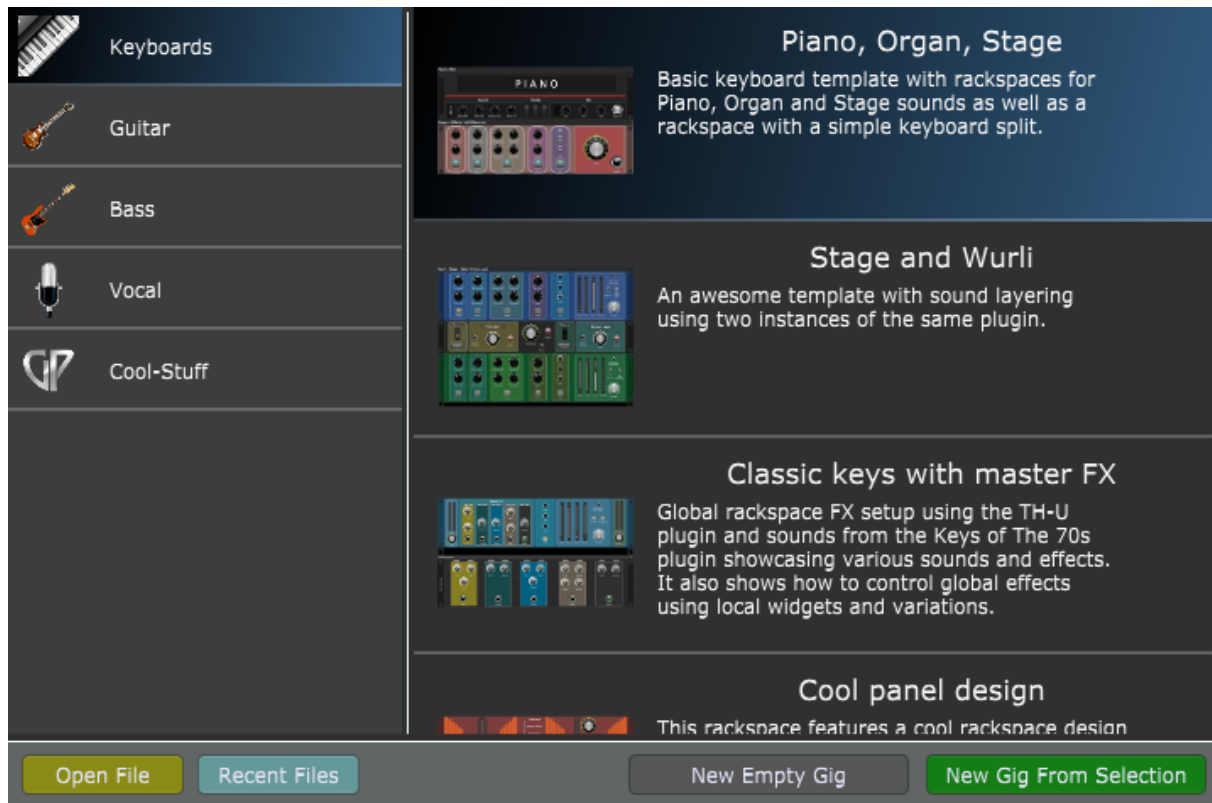 Keyboards
Guitar
Bass
Vocal
Cool-Stuff
PIANO
Piano, Organ, Stage
Basic keyboard template with rackspaces for
Piano, Organ and Stage sounds as well as a
rackspace with a simple keyboard split.
Stage and Wurli
An awesome template with sound layering
using two instances of the same plugin.
Classic keys with master FX
Global rackspace FX setup using the TH-U
plugin and sounds from the Keys of The 70s
plugin showcasing various sounds and effects.
It also shows how to control global effects
using local widgets and variations.
Cool panel design
This rackspace features a cool rackspace design
Open File
Recent Files
New Empty Gig
New Gig From Selection